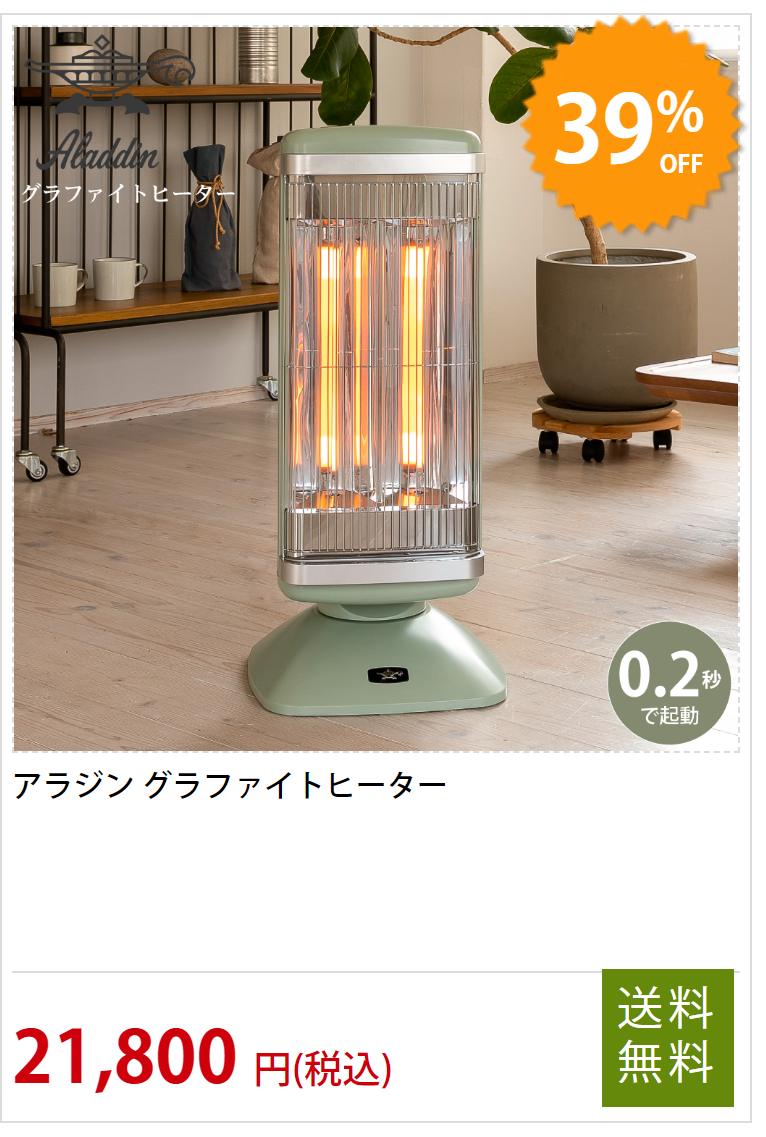 Aladdin
グラファイトヒーター
39%
OFF
0.2秒
で起動
アラジン グラファイトヒーター
21,800 円(税込)
送料
無料